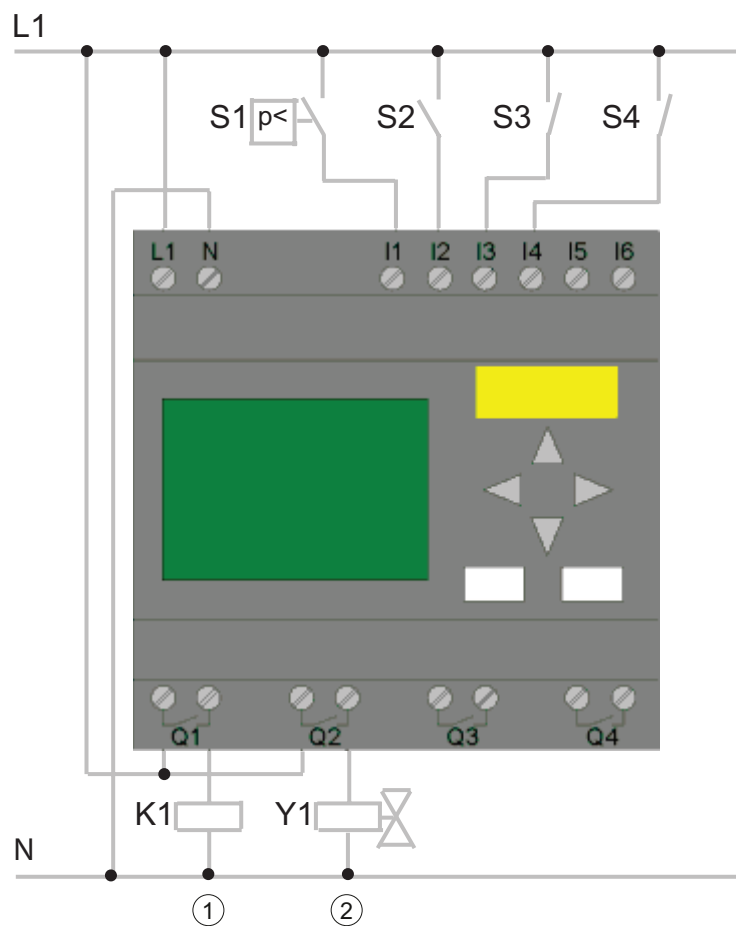 L1
S1 p< S2 S3 S4
L1 N I1 I2 I3 I4 I5 I6
Q1 Q2 Q3 Q4
K1 Y1
N
1 2